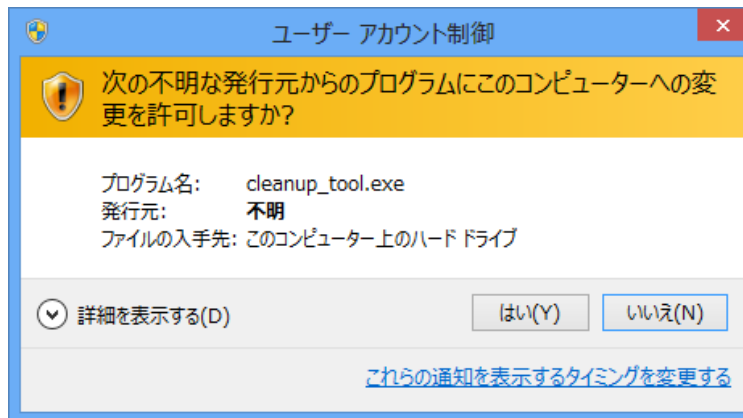 ユーザー アカウント制御
次の不明な発行元からのプログラムにこのコンピューターへの変
更を許可しますか?
プログラム名: cleanup_tool.exe
発行元: 不明
ファイルの入手先: このコンピューター上のハード ドライブ
詳細を表示する(D) はい(Y) いいえ(N)
これらの通知を表示するタイミングを変更する